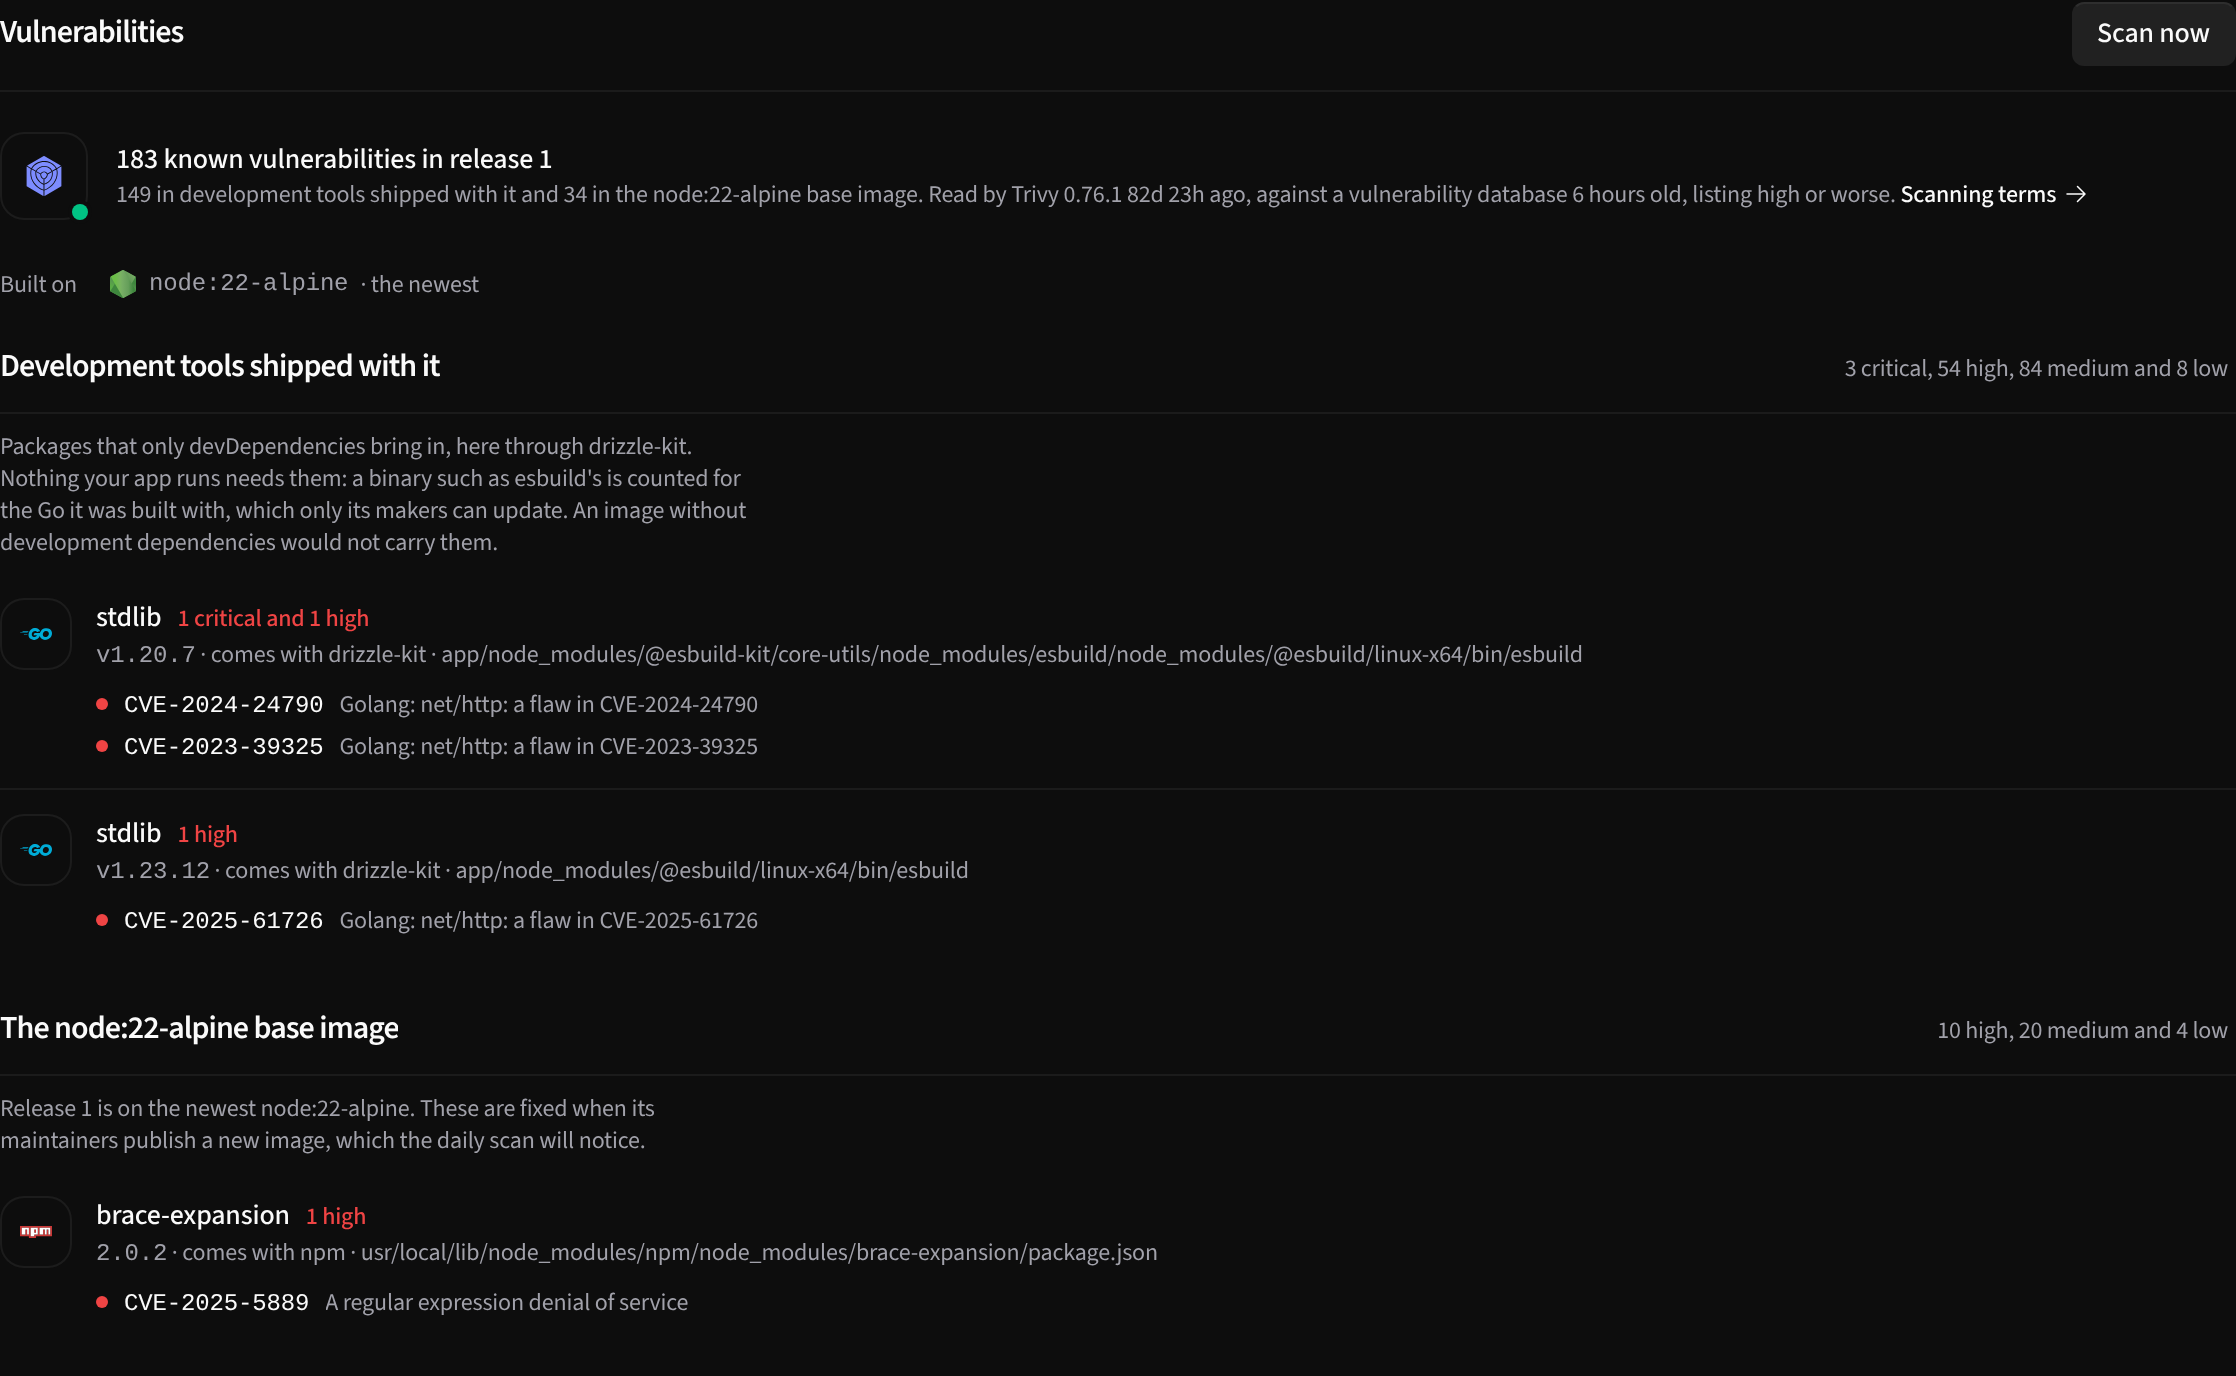 Vulnerabilities
Scan now
183 known vulnerabilities in release 1
149 in development tools shipped with it and 34 in the node:22-alpine base image. Read by Trivy 0.76.1 82d 23h ago, against a vulnerability database 6 hours old, listing high or worse. Scanning terms →
Built on node:22-alpine · the newest
Development tools shipped with it
3 critical, 54 high, 84 medium and 8 low
Packages that only devDependencies bring in, here through drizzle-kit.
Nothing your app runs needs them: a binary such as esbuild's is counted for
the Go it was built with, which only its makers can update. An image without
development dependencies would not carry them.
GO
stdlib 1 critical and 1 high
v1.20.7 · comes with drizzle-kit · app/node_modules/@esbuild-kit/core-utils/node_modules/esbuild/node_modules/@esbuild/linux-x64/bin/esbuild
CVE-2024-24790 Golang: net/http: a flaw in CVE-2024-24790
CVE-2023-39325 Golang: net/http: a flaw in CVE-2023-39325
GO
stdlib 1 high
v1.23.12 · comes with drizzle-kit · app/node_modules/@esbuild/linux-x64/bin/esbuild
CVE-2025-61726 Golang: net/http: a flaw in CVE-2025-61726
The node:22-alpine base image
10 high, 20 medium and 4 low
Release 1 is on the newest node:22-alpine. These are fixed when its
maintainers publish a new image, which the daily scan will notice.
npm
brace-expansion 1 high
2.0.2 · comes with npm · usr/local/lib/node_modules/npm/node_modules/brace-expansion/package.json
CVE-2025-5889 A regular expression denial of service